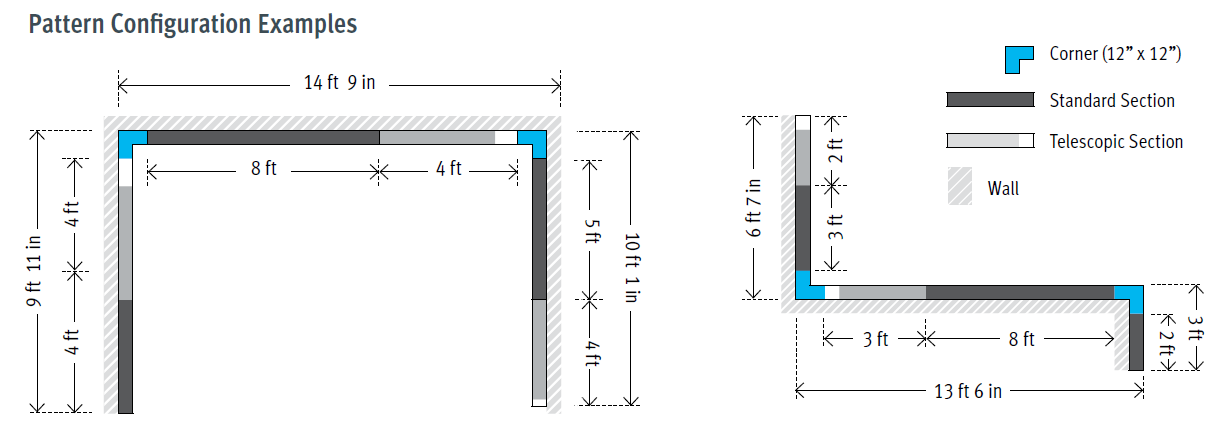 Pattern Configuration Examples
14 ft 9 in
8 ft
4 ft
9 ft 11 in
4 ft
4 ft
5 ft
4 ft
10 ft 1 in
6 ft 7 in
2 ft
3 ft
3 ft
8 ft
13 ft 6 in
2 ft
3 ft
Corner (12” x 12”)
Standard Section
Telescopic Section
Wall